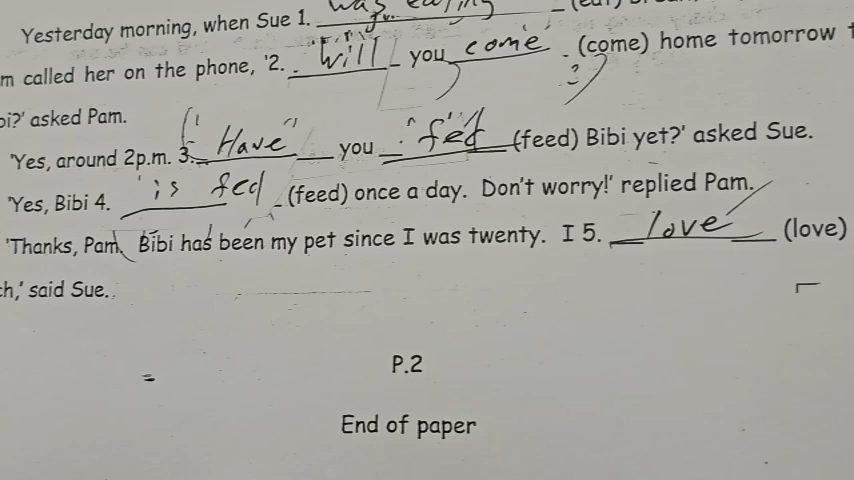 Yesterday morning, when Sue 1. was eating (eat)
m called her on the phone, '2. will you come (come) home tomorrow
bi?' asked Pam.
'Yes, around 2p.m. 3. Have you fed (feed) Bibi yet?' asked Sue.
'Yes, Bibi 4. is fed (feed) once a day. Don't worry!' replied Pam.
'Thanks, Pam. Bibi has been my pet since I was twenty. I 5. love (love)
ch,' said Sue.
P.2
End of paper